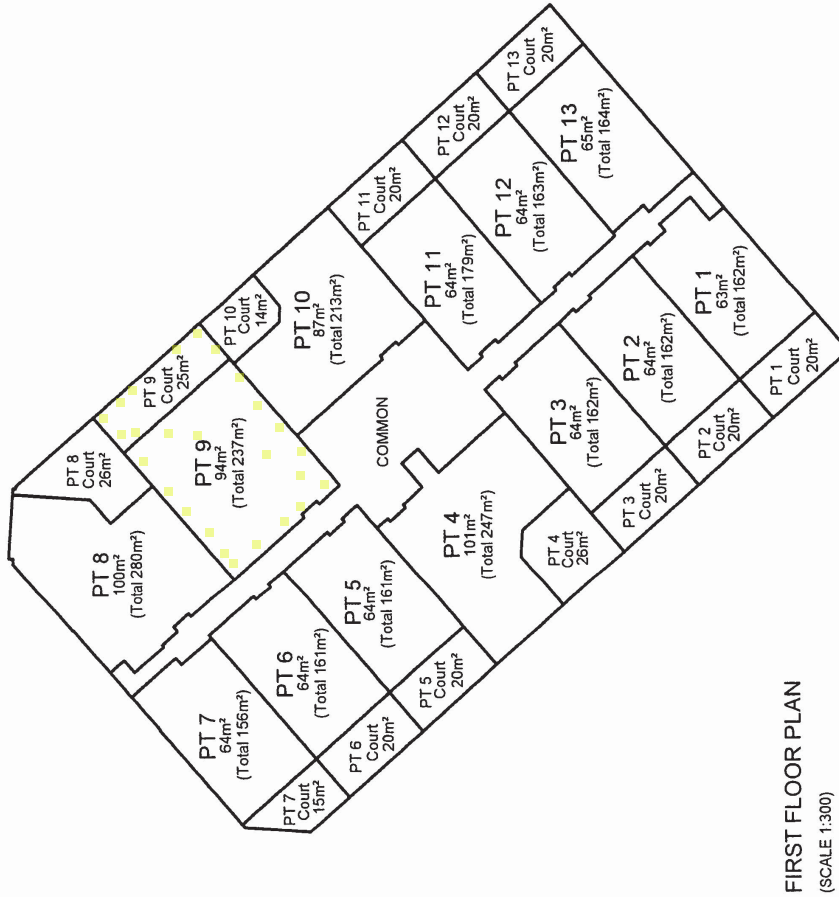 PT 13
Court
20m²
PT 12
Court
20m²
PT 13
65m²
(Total 164m²)
PT 11
Court
20m²
PT 12
64m²
(Total 163m²)
PT 11
64m²
(Total 179m²)
PT 10
Court
14m²
PT 10
87m²
(Total 213m²)
PT 9
Court
25m²
PT 9
94m²
(Total 237m²)
PT 8
Court
26m²
PT 8
100m²
(Total 280m²)
COMMON
PT 1
63m²
(Total 162m²)
PT 1
Court
20m²
PT 2
64m²
(Total 162m²)
PT 2
Court
20m²
PT 3
64m²
(Total 162m²)
PT 3
Court
20m²
PT 4
101m²
(Total 247m²)
PT 4
Court
26m²
PT 5
64m²
(Total 161m²)
PT 5
Court
20m²
PT 6
64m²
(Total 161m²)
PT 6
Court
20m²
PT 7
64m²
(Total 156m²)
PT 7
Court
15m²
FIRST FLOOR PLAN
(SCALE 1:300)